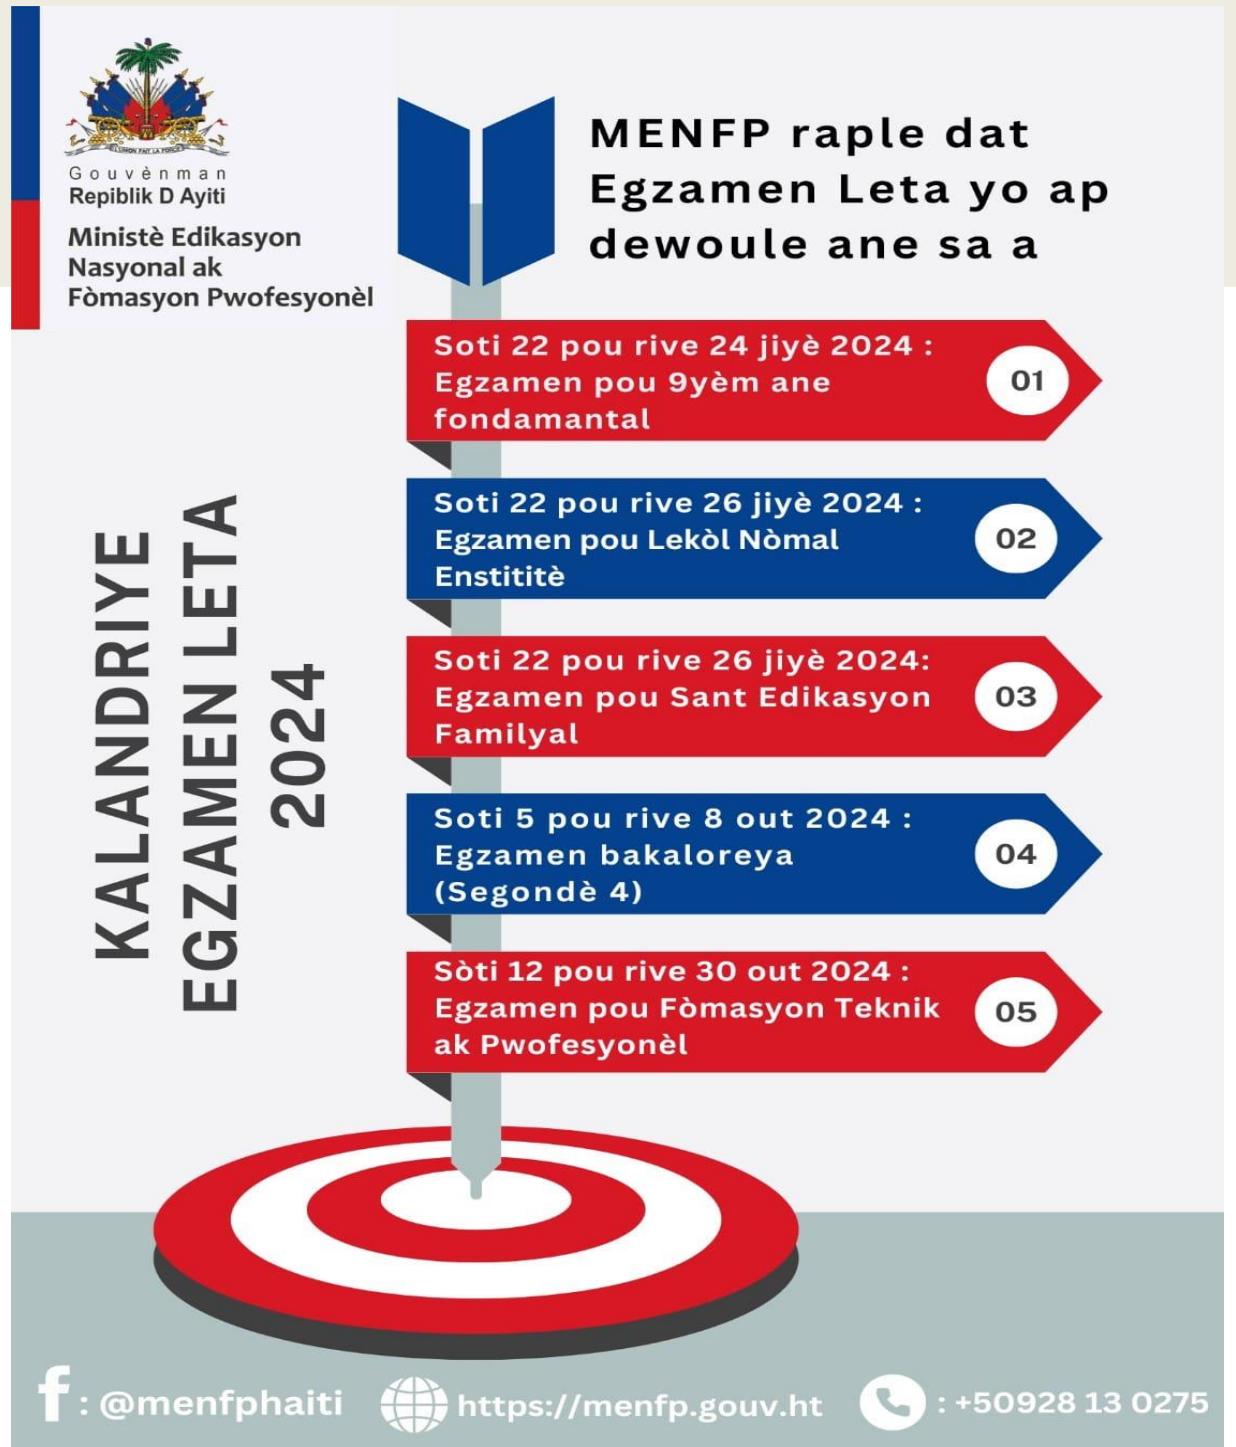 Gouvènman
Repiblik D Ayiti
Ministè Edikasyon
Nasyonal ak
Fòmasyon Pwofesyonèl
MENFP raple dat
Egzamen Leta yo ap
dewoule ane sa a
KALANDRIYE
EGZAMEN LETA
2024
Soti 22 pou rive 24 jiyè 2024 :
Egzamen pou 9yèm ane
fondamantal
01
Soti 22 pou rive 26 jiyè 2024 :
Egzamen pou Lekòl Nòmal
Enstititè
02
Soti 22 pou rive 26 jiyè 2024:
Egzamen pou Sant Edikasyon
Familyal
03
Soti 5 pou rive 8 out 2024 :
Egzamen bakaloreya
(Segondè 4)
04
Sòti 12 pou rive 30 out 2024 :
Egzamen pou Fòmasyon Teknik
ak Pwofesyonèl
05
: @menfphaiti
https://menfp.gouv.ht
: +50928 13 0275